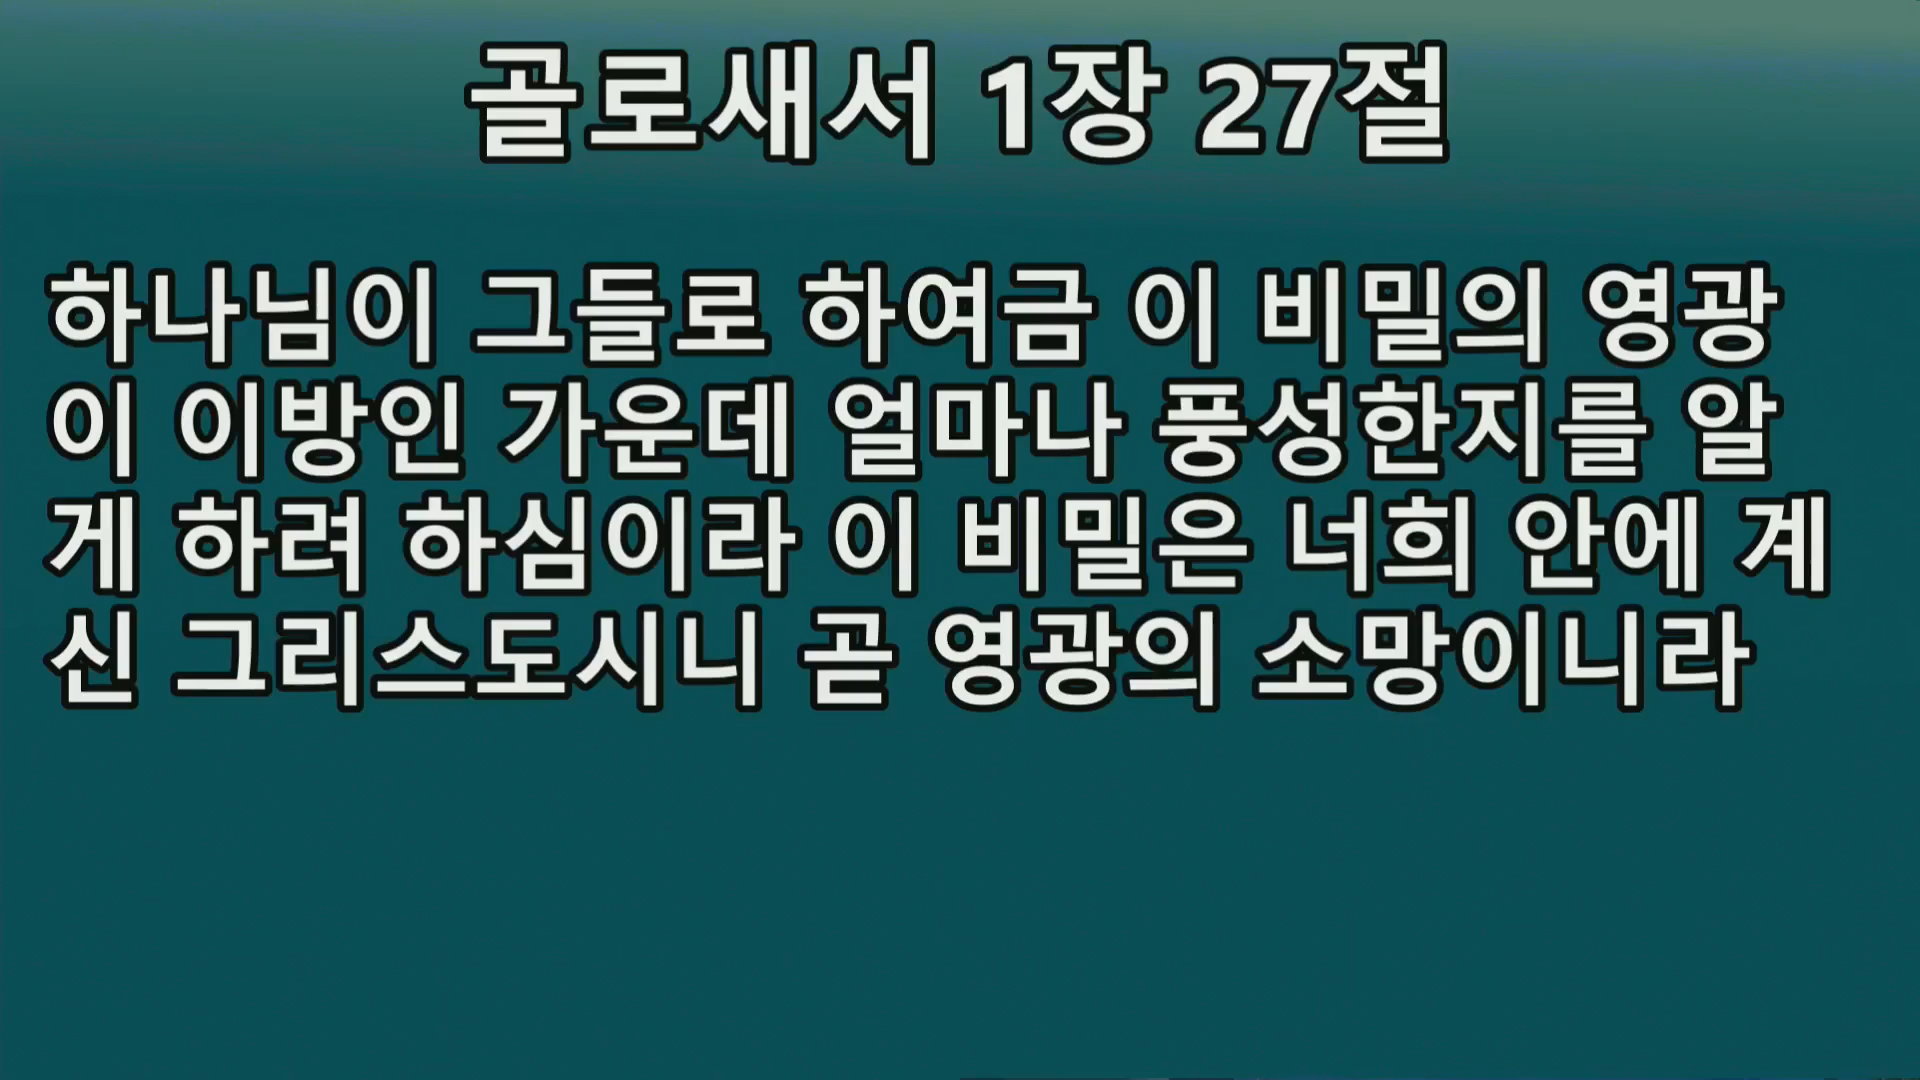 골로새서 1장 27절
하나님이 그들로 하여금 이 비밀의 영광
이 이방인 가운데 얼마나 풍성한지를 알
게 하려 하심이라 이 비밀은 너희 안에 계
신 그리스도시니 곧 영광의 소망이니라